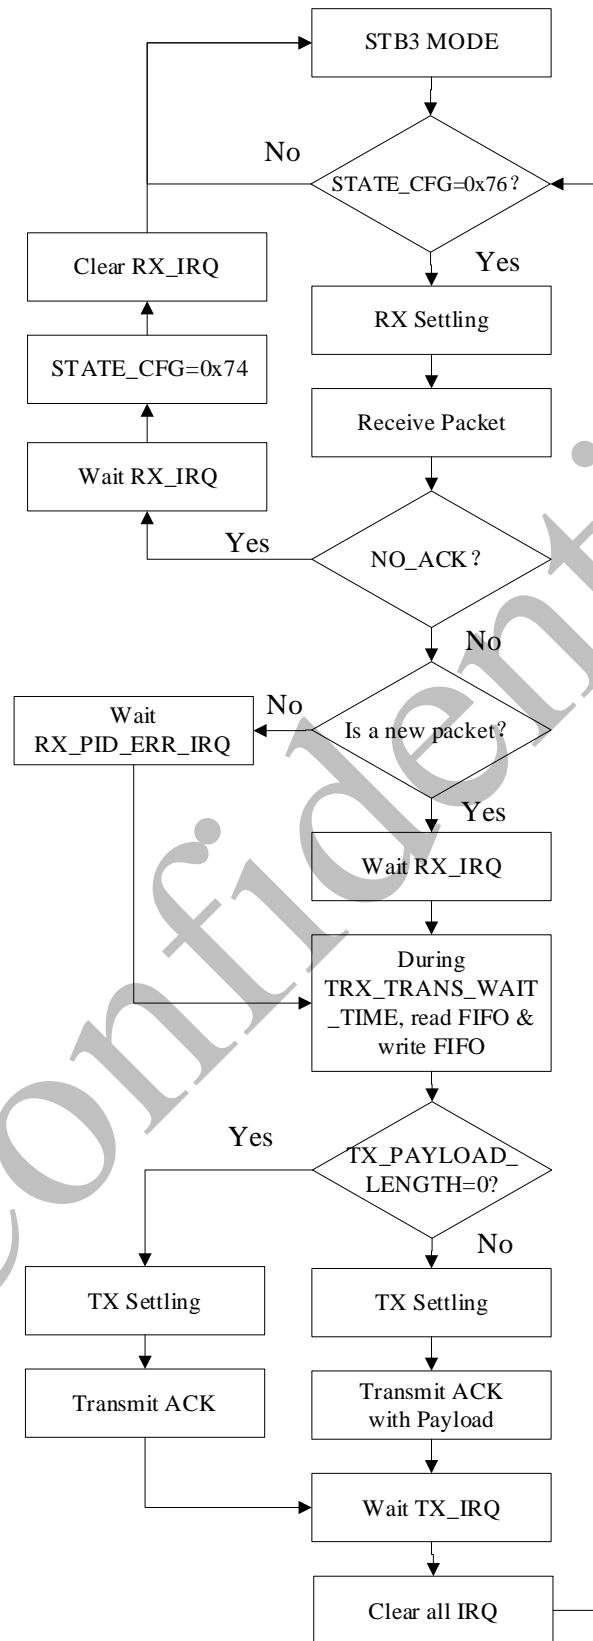 STB3 MODE
No
STATE_CFG=0x76?
Yes
Clear RX_IRQ
RX Settling
STATE_CFG=0x74
Receive Packet
Wait RX_IRQ
Yes
NO_ACK?
No
Wait
RX_PID_ERR_IRQ
No
Is a new packet?
Yes
Wait RX_IRQ
During
TRX_TRANS_WAIT
_TIME, read FIFO &
write FIFO
Yes
TX_PAYLOAD_
LENGTH=0?
No
TX Settling
TX Settling
Transmit ACK
Transmit ACK
with Payload
Wait TX_IRQ
Clear all IRQ
onfidenti